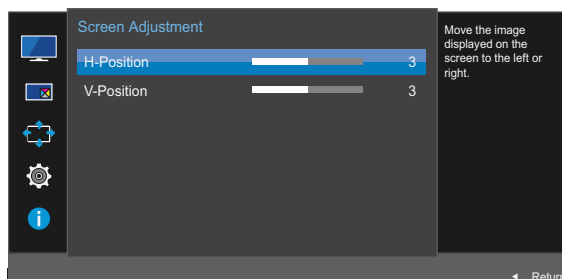 Screen Adjustment
H-Position 3
V-Position 3
Move the image
displayed on the
screen to the left or
right.
Return